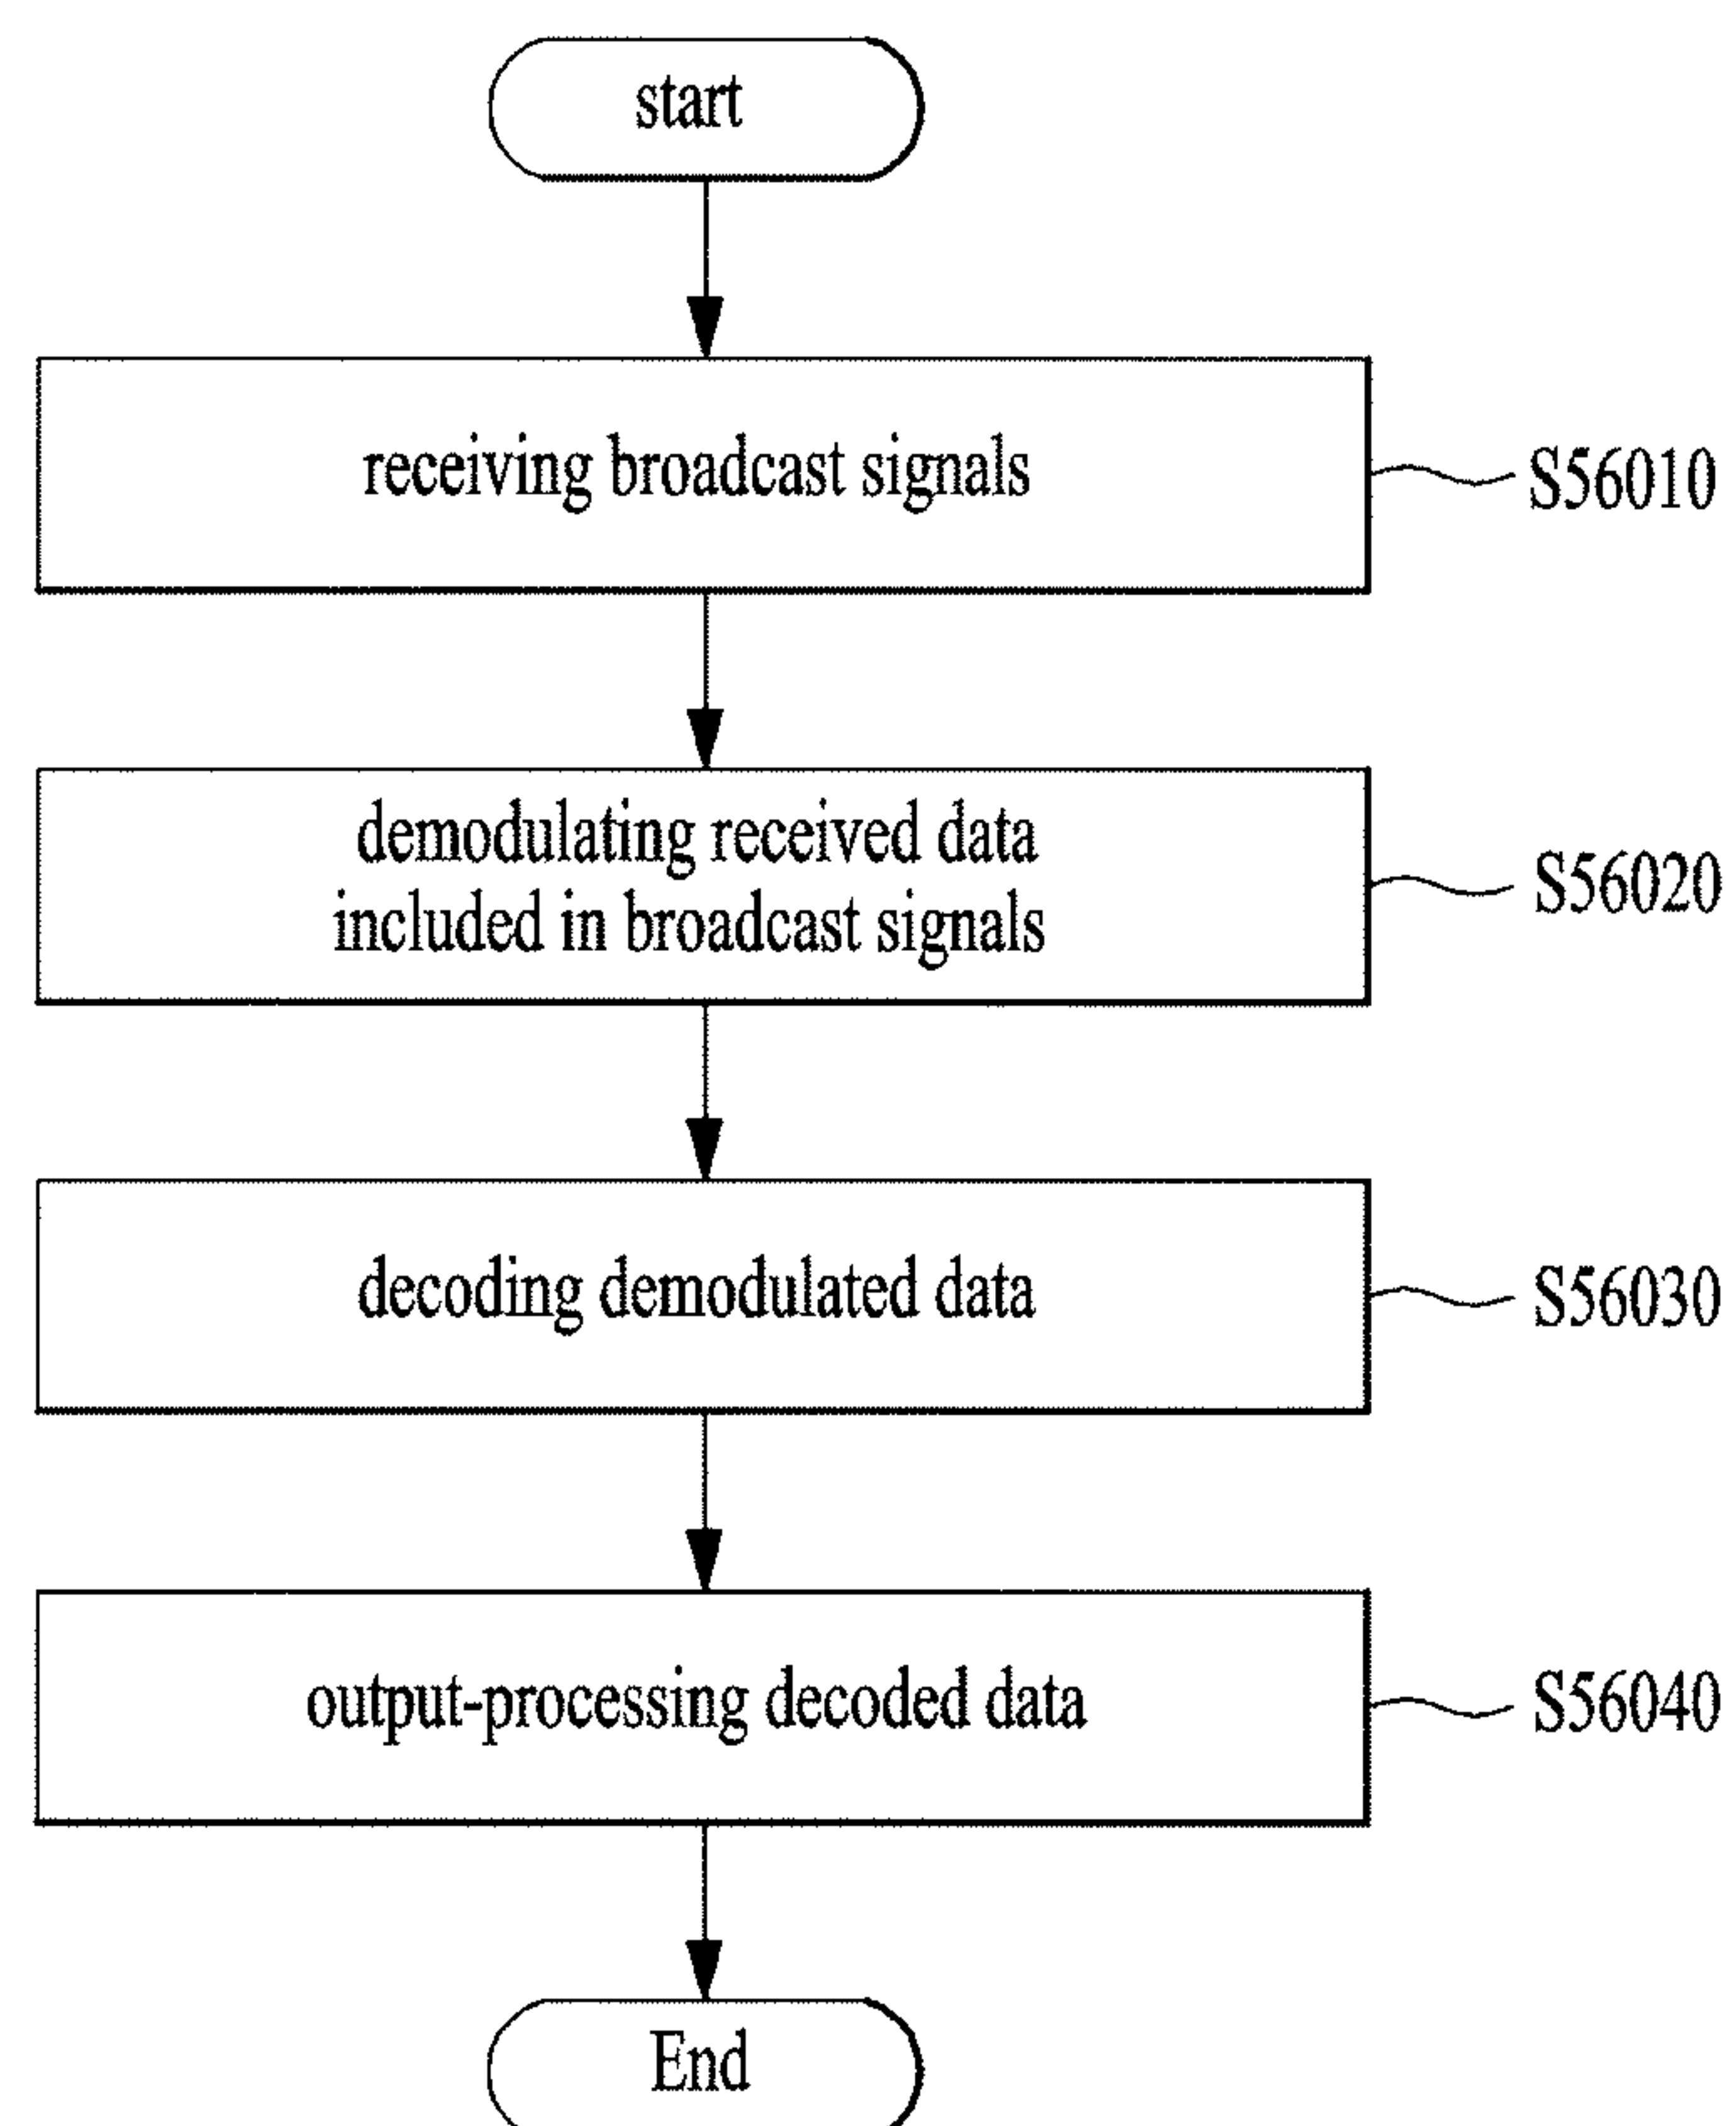 start
receiving broadcast signals
S56010
demodulating received data
included in broadcast signals
S56020
decoding demodulated data
S56030
output-processing decoded data
S56040
End